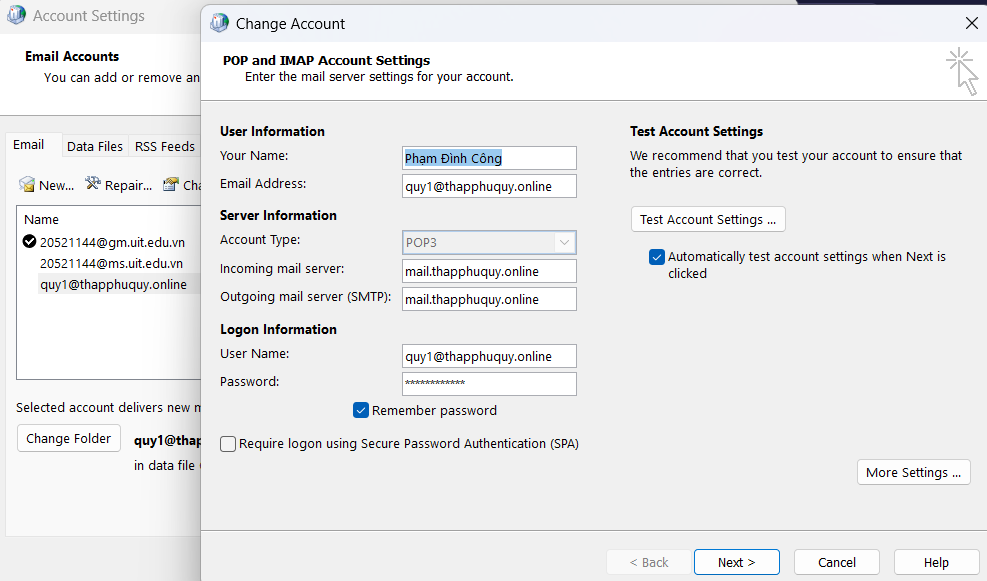 Account Settings
Email Accounts
You can add or remove an
Email
Data Files
RSS Feeds
New...
Repair...
Cha
Name
20521144@gm.uit.edu.vn
20521144@ms.uit.edu.vn
quy1@thapphuquy.online
Selected account delivers new m
Change Folder
quy1@thap
in data file
Change Account
POP and IMAP Account Settings
Enter the mail server settings for your account.
User Information
Your Name:
Phạm Đình Công
Email Address:
quy1@thapphuquy.online
Server Information
Account Type:
POP3
Incoming mail server:
mail.thapphuquy.online
Outgoing mail server (SMTP):
mail.thapphuquy.online
Logon Information
User Name:
quy1@thapphuquy.online
Password:
************
Remember password
Require logon using Secure Password Authentication (SPA)
Test Account Settings
We recommend that you test your account to ensure that
the entries are correct.
Test Account Settings ...
Automatically test account settings when Next is
clicked
More Settings ...
< Back
Next >
Cancel
Help